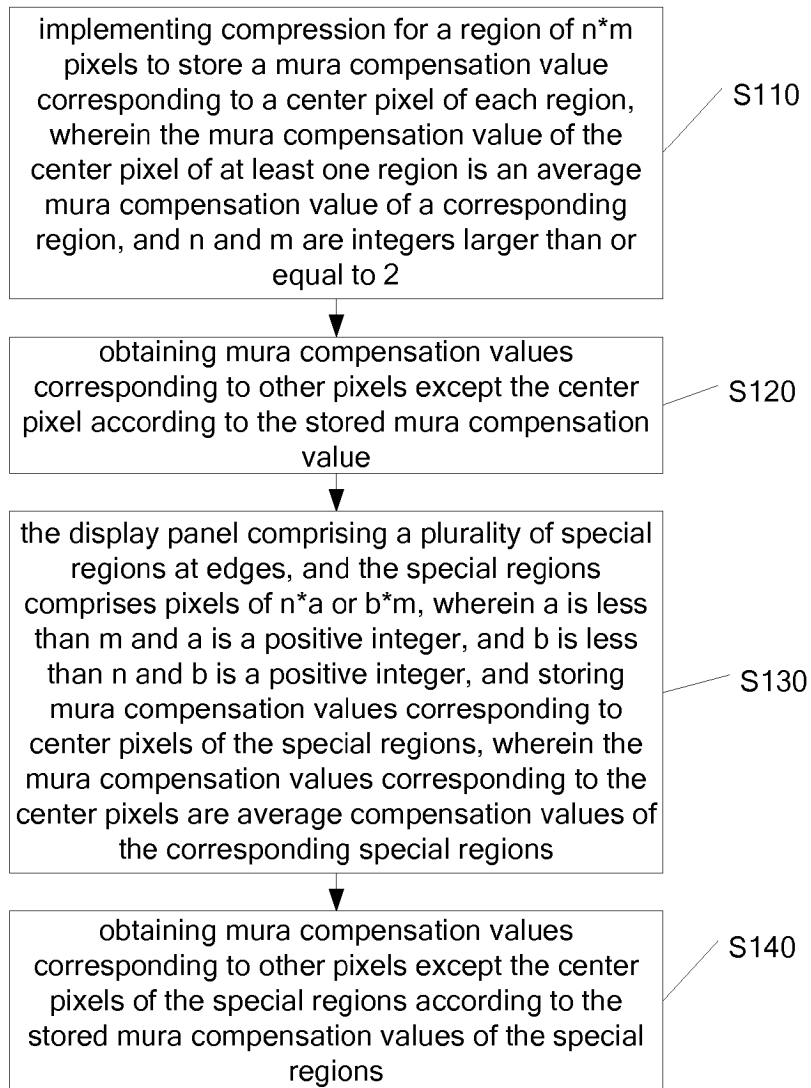 implementing compression for a region of n*m
pixels to store a mura compensation value
corresponding to a center pixel of each region,
wherein the mura compensation value of the
center pixel of at least one region is an average
mura compensation value of a corresponding
region, and n and m are integers larger than or
equal to 2
S110
obtaining mura compensation values
corresponding to other pixels except the center
pixel according to the stored mura compensation
value
S120
the display panel comprising a plurality of special
regions at edges, and the special regions
comprises pixels of n*a or b*m, wherein a is less
than m and a is a positive integer, and b is less
than n and b is a positive integer, and storing
mura compensation values corresponding to
center pixels of the special regions, wherein the
mura compensation values corresponding to the
center pixels are average compensation values of
the corresponding special regions
S130
obtaining mura compensation values
corresponding to other pixels except the center
pixels of the special regions according to the
stored mura compensation values of the special
regions
S140